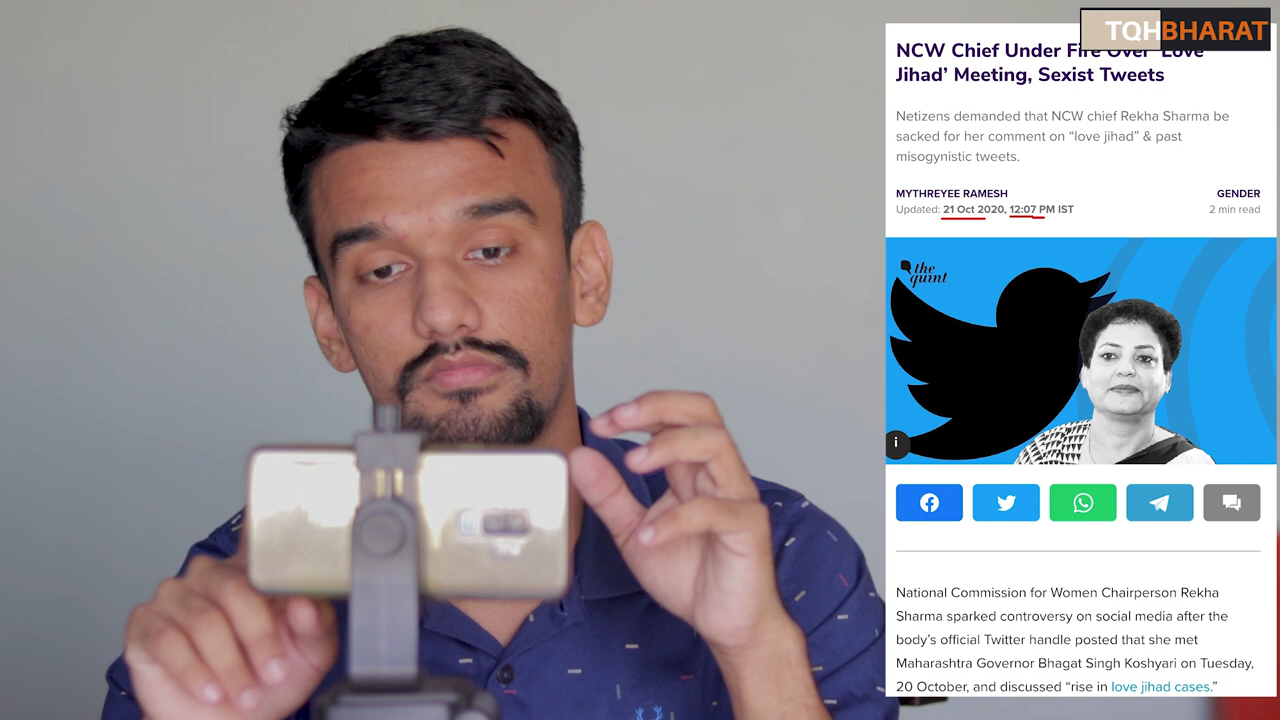 TQHBHARAT
NCW Chief Under Fire Over ‘Love
Jihad’ Meeting, Sexist Tweets
Netizens demanded that NCW chief Rekha Sharma be
sacked for her comment on “love jihad” & past
misogynistic tweets.
MYTHREYEE RAMESH
GENDER
Updated: 21 Oct 2020, 12:07 PM IST
2 min read
the
quint
i
National Commission for Women Chairperson Rekha
Sharma sparked controversy on social media after the
body’s official Twitter handle posted that she met
Maharashtra Governor Bhagat Singh Koshyari on Tuesday,
20 October, and discussed “rise in love jihad cases.”